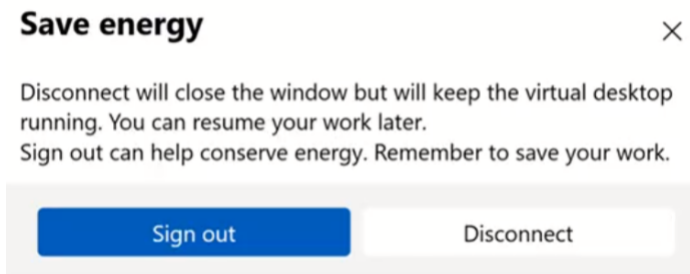 Save energy
Disconnect will close the window but will keep the virtual desktop
running. You can resume your work later.
Sign out can help conserve energy. Remember to save your work.
Sign out
Disconnect